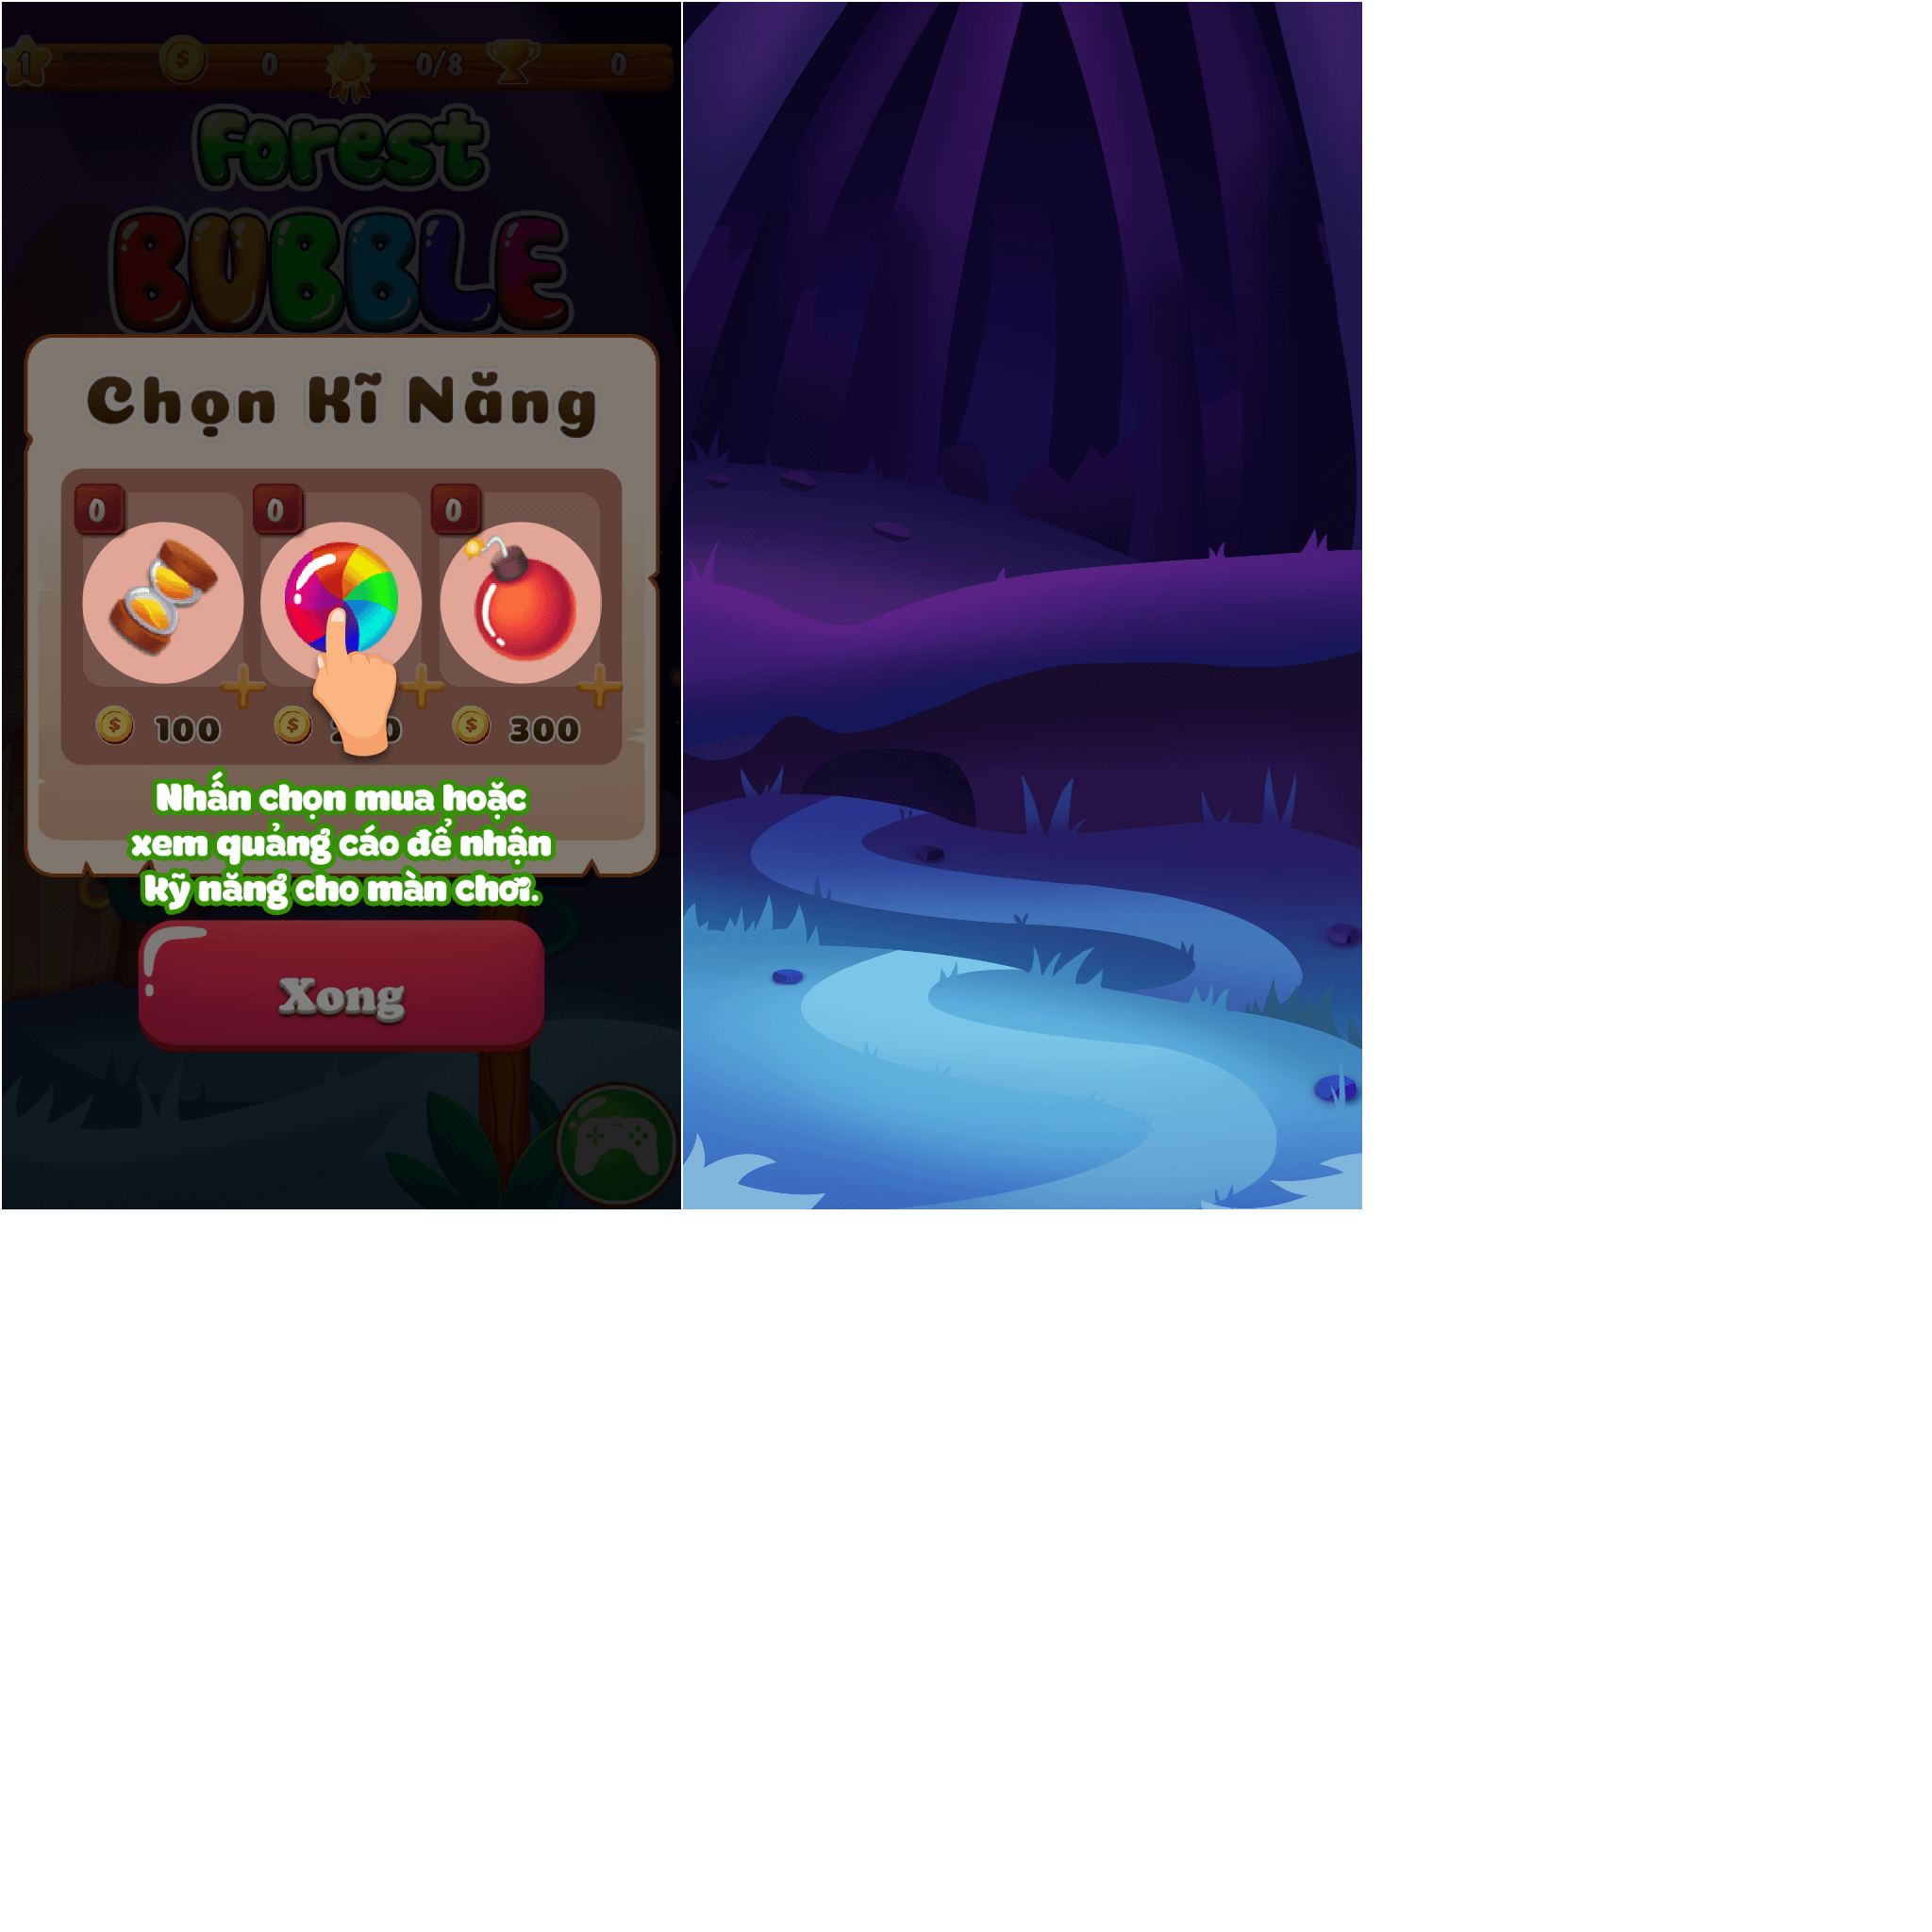 1 0 0/8 0
Forest
BUBBLE
Chọn Kĩ Năng
0 0 0
100 300
Nhấn chọn mua hoặc
xem quảng cáo để nhận
kỹ năng cho màn chơi.
Xong